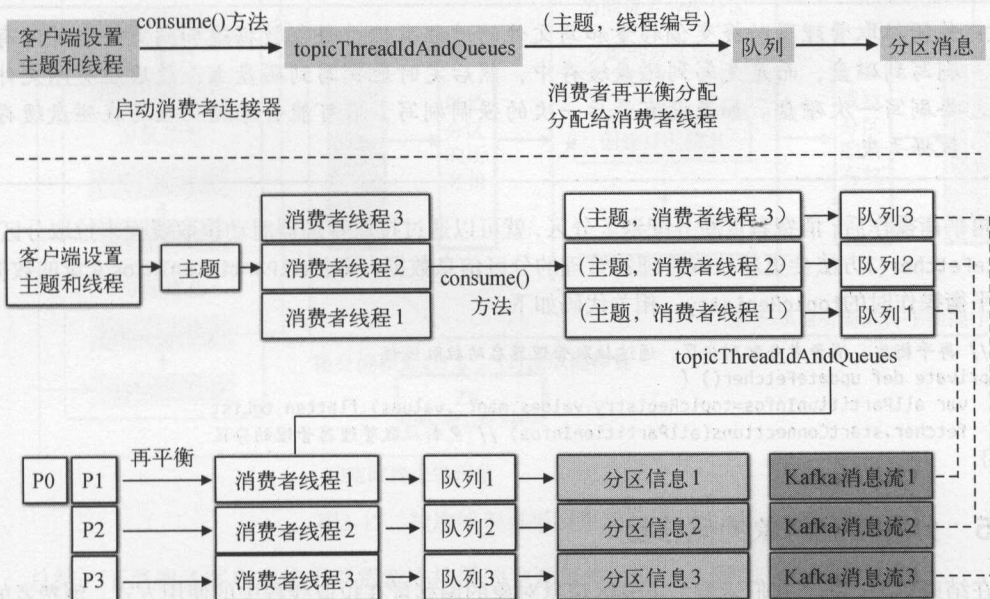 客户端设置
主题和线程
consume()方法
启动消费者连接器
topicThreadIdAndQueues
(主题，线程编号)
队列
分区消息
消费者再平衡分配
分配给消费者线程
客户端设置
主题和线程
主题
消费者线程3
消费者线程2
消费者线程1
consume()
方法
(主题，消费者线程3)
队列3
(主题，消费者线程2)
队列2
(主题，消费者线程1)
队列1
topicThreadIdAndQueues
再平衡
P0 P1 消费者线程1 队列1 分区信息1 Kafka消息流1
P2 消费者线程2 队列2 分区信息2 Kafka消息流2
P3 消费者线程3 队列3 分区信息3 Kafka消息流3